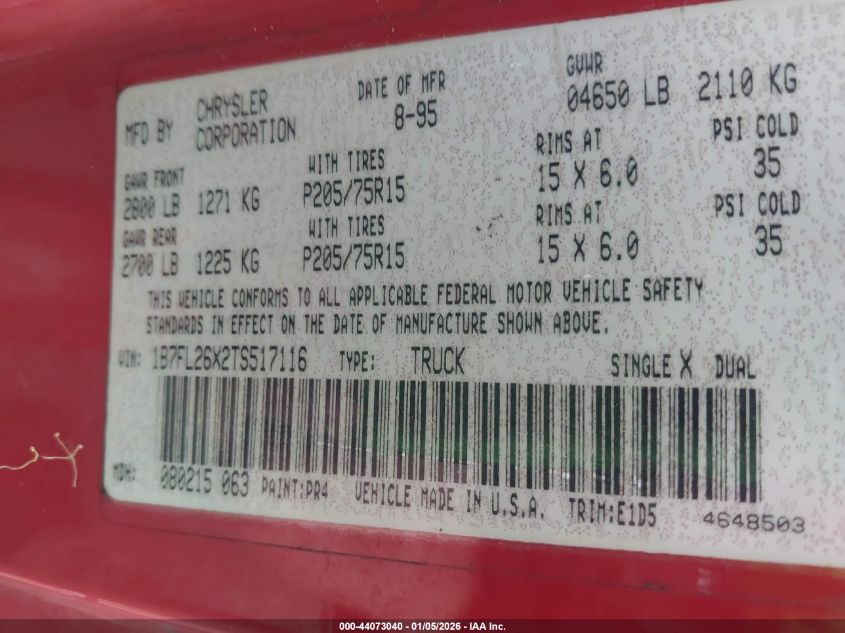 MFD BY CHRYSLER CORPORATION DATE OF MFR 8-95 GVWR 04650 LB 2110 KG
GAWR FRONT WITH TIRES RIMS AT PSI COLD
2800 LB 1271 KG P205/75R15 15 X 6.0 35
GAWR REAR WITH TIRES RIMS AT PSI COLD
2700 LB 1225 KG P205/75R15 15 X 6.0 35
THIS VEHICLE CONFORMS TO ALL APPLICABLE FEDERAL MOTOR VEHICLE SAFETY
STANDARDS IN EFFECT ON THE DATE OF MANUFACTURE SHOWN ABOVE.
VIN: 1B7FL26X2TS517116 TYPE: TRUCK SINGLE X DUAL
MDH: 080215 063 PAINT:PR4 VEHICLE MADE IN U.S.A. TRIM:E1D5 4648503
000-44073040 - 01/05/2026 - IAA Inc.